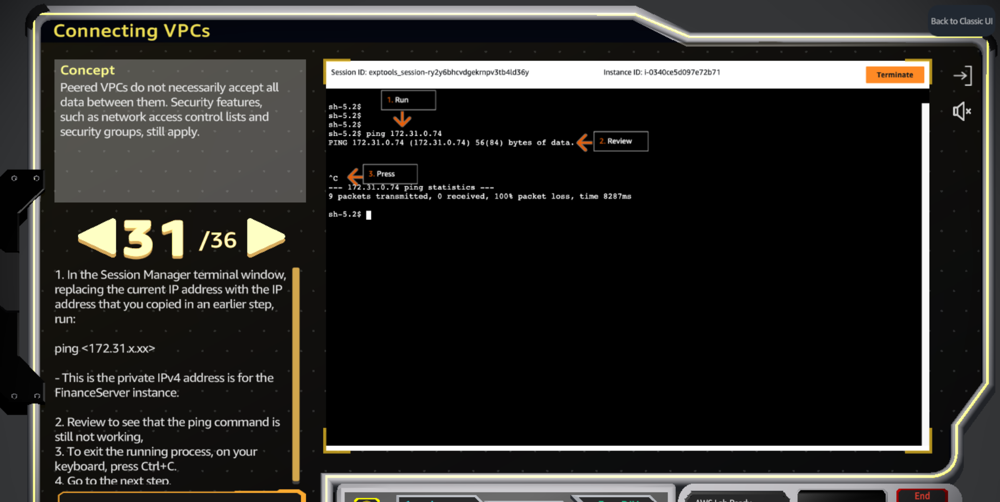 Back to Classic UI
Connecting VPCs
Concept
Peered VPCs do not necessarily accept all
data between them. Security features,
such as network access control lists and
security groups, still apply.
31 /36
1. In the Session Manager terminal window,
replacing the current IP address with the IP
address that you copied in an earlier step,
run:
ping <172.31.x.xx>
- This is the private IPv4 address is for the
FinanceServer instance.
2. Review to see that the ping command is
still not working,
3. To exit the running process, on your
keyboard, press Ctrl+C.
4. Go to the next step.
Session ID: exptools_session-ry2y6bhcvdgekrnpv3tb4ld36y
Instance ID: i-0340ce5d097e72b71
Terminate
1. Run
sh-5.2$
sh-5.2$
sh-5.2$
sh-5.2$ ping 172.31.0.74
PING 172.31.0.74 (172.31.0.74) 56(84) bytes of data.
2. Review
3. Press
^C
--- 172.31.0.74 ping statistics ---
9 packets transmitted, 0 received, 100% packet loss, time 8287ms
sh-5.2$
AWS Lab Ready
End